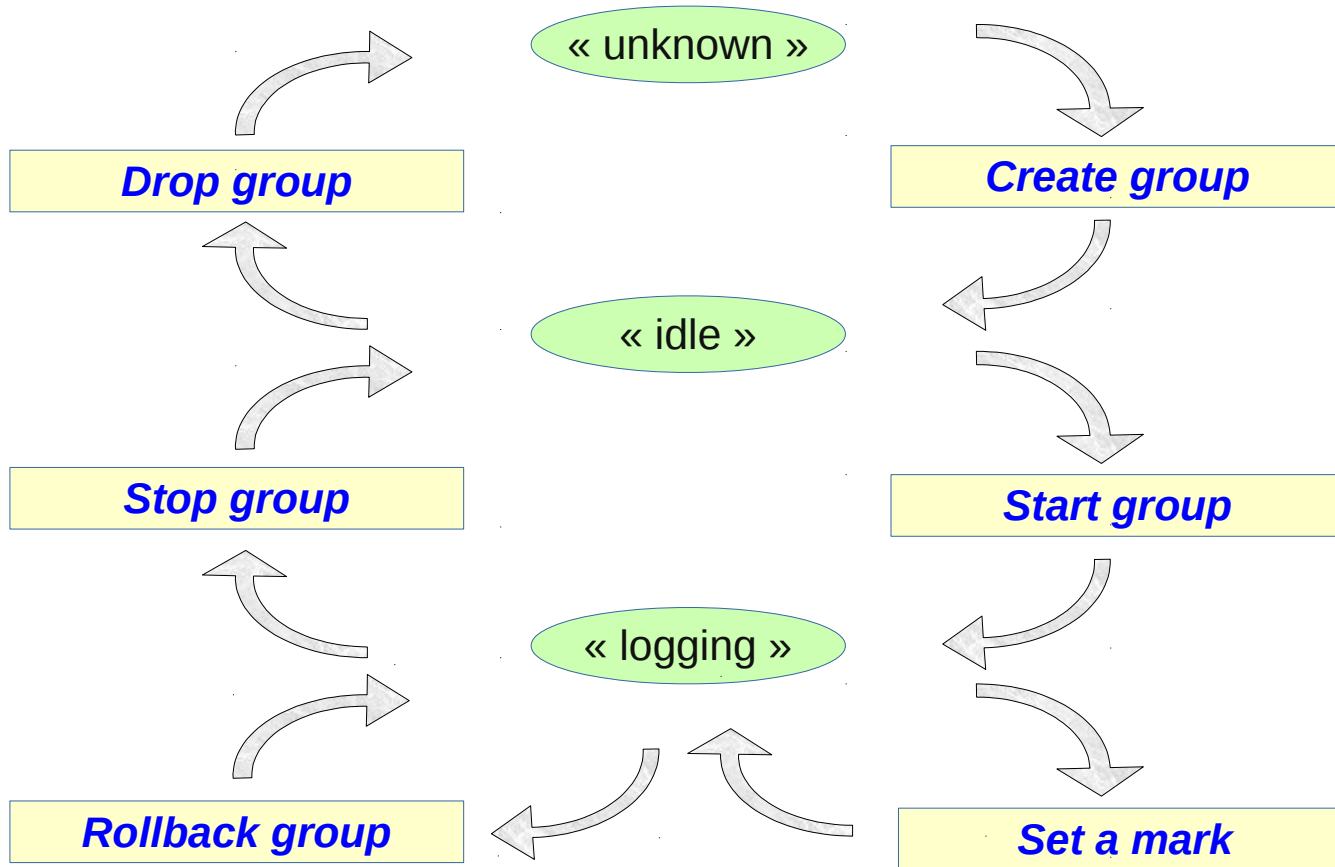 « unknown »
Drop group
Create group
« idle »
Stop group
Start group
« logging »
Rollback group
Set a mark